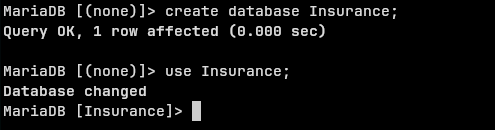 MariaDB [(none)]> create database Insurance;
Query OK, 1 row affected (0.000 sec)
MariaDB [(none)]> use Insurance;
Database changed
MariaDB [Insurance]>